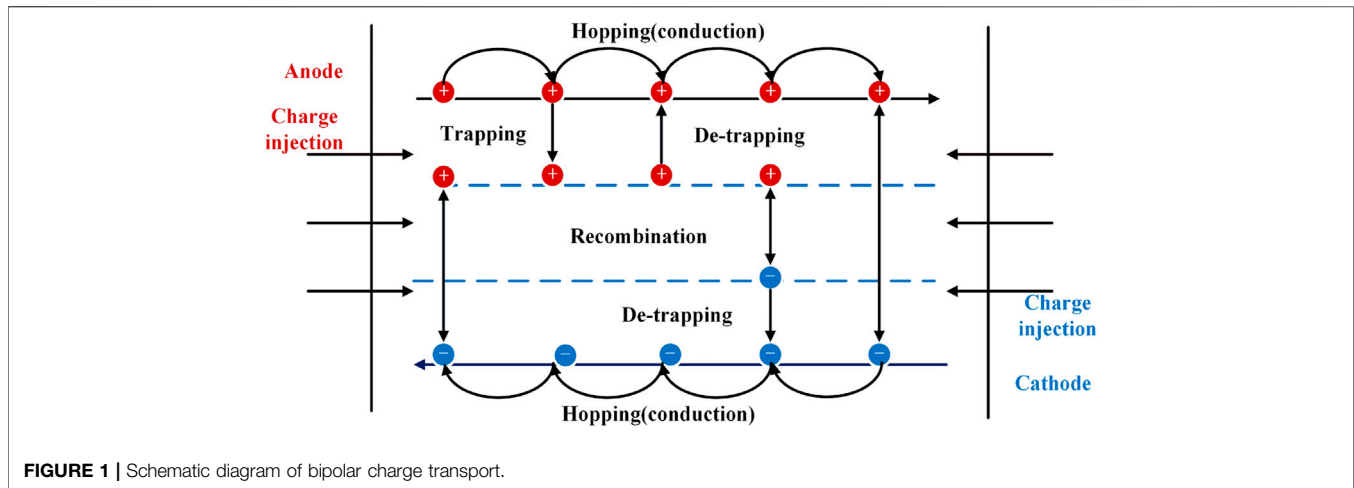 Hopping(conduction)
Anode
Charge
injection
Trapping
De-trapping
Recombination
De-trapping
Charge
injection
Cathode
Hopping(conduction)
FIGURE 1 | Schematic diagram of bipolar charge transport.